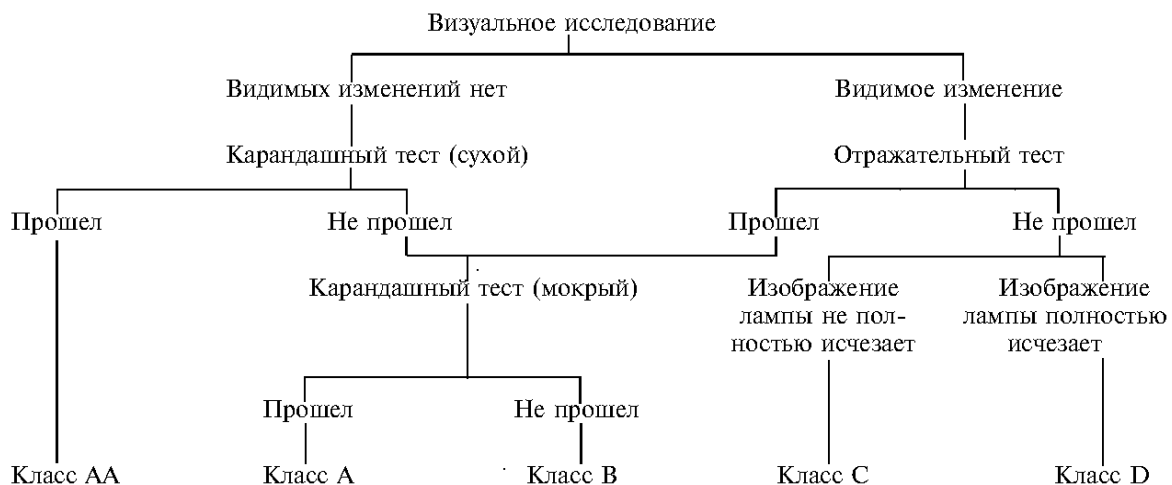 Визуальное исследование
Видимых изменений нет
Видимое изменение
Карандашный тест (сухой)
Отражательный тест
Прошел
Не прошел
Прошел
Не прошел
Карандашный тест (мокрый)
Изображение
лампы не пол-
ностью исчезает
Изображение
лампы полностью
исчезает
Прошел
Не прошел
Класс AA
Класс A
Класс B
Класс C
Класс D